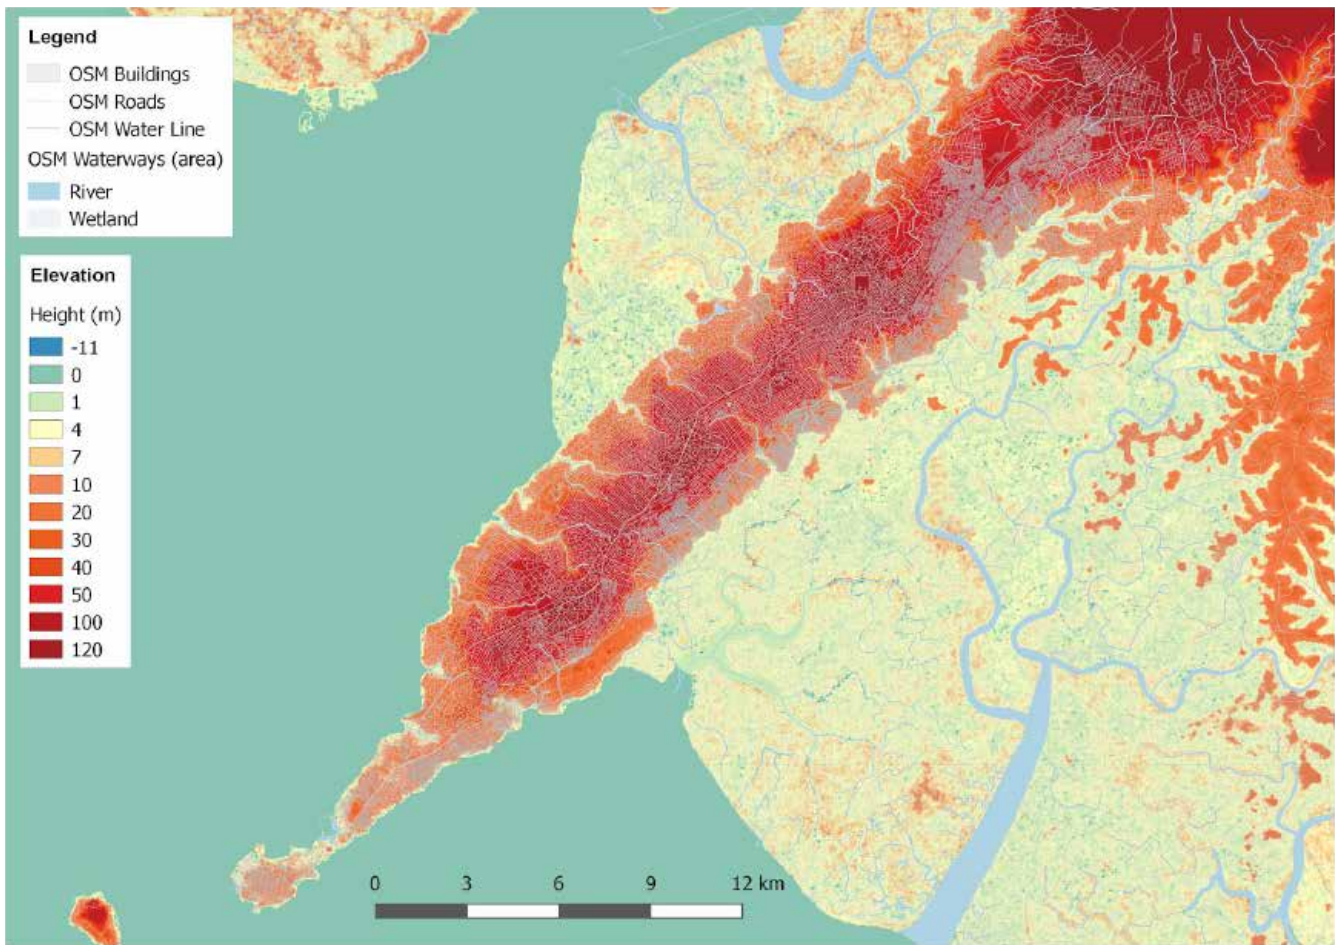 Legend
OSM Buildings
OSM Roads
OSM Water Line
OSM Waterways (area)
River
Wetland
Elevation
Height (m)
-11
0
1
4
7
10
20
30
40
50
100
120
0 3 6 9 12 km